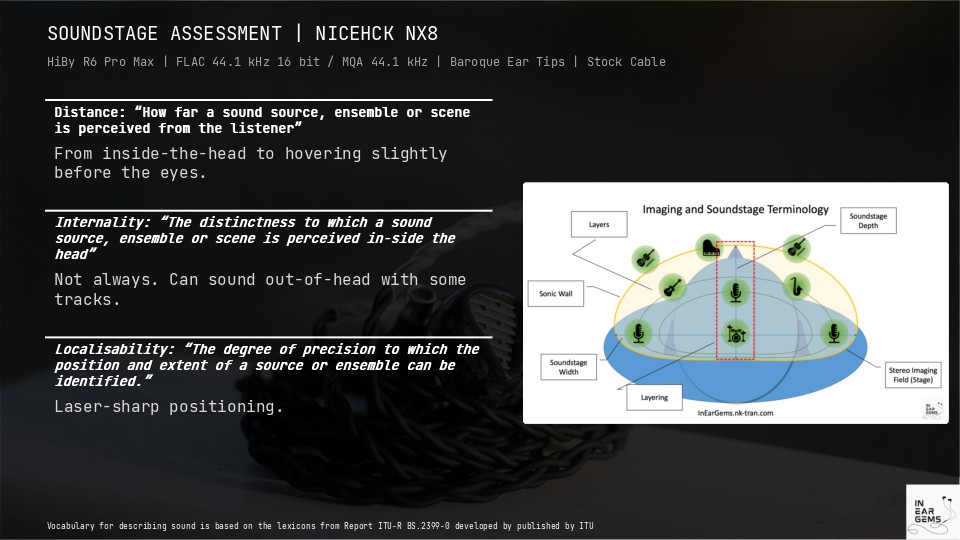 SOUNDSTAGE ASSESSMENT | NICEHCK NX8
HiBy R6 Pro Max | FLAC 44.1 kHz 16 bit / MQA 44.1 kHz | Baroque Ear Tips | Stock Cable
Distance: “How far a sound source, ensemble or scene
is perceived from the listener”
From inside-the-head to hovering slightly
before the eyes.
Internality: “The distinctness to which a sound
source, ensemble or scene is perceived in-side the
head”
Not always. Can sound out-of-head with some
tracks.
Localisability: “The degree of precision to which the
position and extent of a source or ensemble can be
identified.”
Laser-sharp positioning.
Imaging and Soundstage Terminology
Layers
Soundstage
Depth
Sonic Wall
Soundstage
Width
Layering
Stereo Imaging
Field (Stage)
InEarGems.nk-tran.com
IN
EAR
GEMS
Vocabulary for describing sound is based on the lexicons from Report ITU-R BS.2399-0 developed by published by ITU
IN
EAR
GEMS